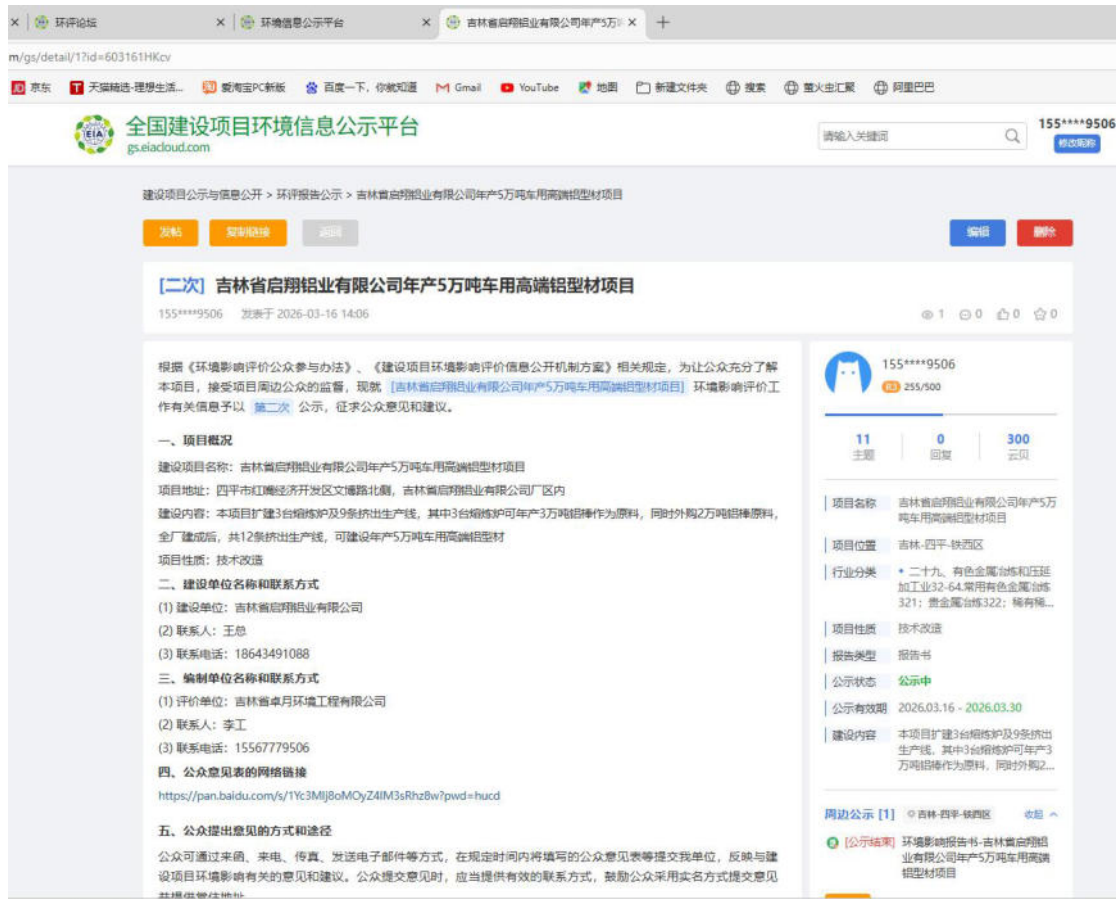 环评论坛
环境信息公示平台
吉林省启翔铝业有限公司年产5万
m/gs/detail/1?id=603161HKcv
京东
天猫精选-理想生活...
爱淘宝PC新版
百度一下，你就知道
Gmail
YouTube
地图
新建文件夹
搜索
萤火虫汇聚
阿里巴巴
EIA
全国建设项目环境信息公示平台
gs.eiacloud.com
请输入关键词
155****9506
修改昵称
建设项目公示与信息公开 > 环评报告公示 > 吉林省启翔铝业有限公司年产5万吨车用高端铝型材项目
发帖
复制链接
返回
编辑
删除
[二次] 吉林省启翔铝业有限公司年产5万吨车用高端铝型材项目
155****9506 发表于 2026-03-16 14:06
1 0 0 0
根据《环境影响评价公众参与办法》、《建设项目环境影响评价信息公开机制方案》相关规定，为让公众充分了解
本项目，接受项目周边公众的监督，现就 [吉林省启翔铝业有限公司年产5万吨车用高端铝型材项目] 环境影响评价工
作有关信息予以 第二次 公示，征求公众意见和建议。
一、项目概况
建设项目名称：吉林省启翔铝业有限公司年产5万吨车用高端铝型材项目
项目地址：四平市红嘴经济开发区文博路北侧，吉林省启翔铝业有限公司厂区内
建设内容：本项目扩建3台熔炼炉及9条挤出生产线，其中3台熔炼炉可年产3万吨铝棒作为原料，同时外购2万吨铝棒原料，
全厂建成后，共12条挤出生产线，可建设年产5万吨车用高端铝型材
项目性质：技术改造
二、建设单位名称和联系方式
(1) 建设单位：吉林省启翔铝业有限公司
(2) 联系人：王总
(3) 联系电话：18643491088
三、编制单位名称和联系方式
(1) 评价单位：吉林省卓月环境工程有限公司
(2) 联系人：李工
(3) 联系电话：15567779506
四、公众意见表的网络链接
https://pan.baidu.com/s/1Yc3Mlj8oMOyZ4IM3sRhz8w?pwd=hucd
五、公众提出意见的方式和途径
公众可通过来函、来电、传真、发送电子邮件等方式，在规定时间内将填写的公众意见表等提交我单位，反映与建
设项目环境影响有关的意见和建议。公众提交意见时，应当提供有效的联系方式，鼓励公众采用实名方式提交意见
并提供常住地址
155****9506
R3 255/500
11 0 300
主题 回复 云贝
项目名称 吉林省启翔铝业有限公司年产5万
吨车用高端铝型材项目
项目位置 吉林-四平-铁西区
行业分类 • 二十九、有色金属冶炼和压延
加工业32-64.常用有色金属冶炼
321；贵金属冶炼322；稀有稀...
项目性质 技术改造
报告类型 报告书
公示状态 公示中
公示有效期 2026.03.16 - 2026.03.30
建设内容 本项目扩建3台熔炼炉及9条挤出
生产线，其中3台熔炼炉可年产3
万吨铝棒作为原料，同时外购2...
周边公示 [1] 吉林-四平-铁西区 收起
[公示结束] 环境影响报告书-吉林省启翔铝
业有限公司年产5万吨车用高端
铝型材项目